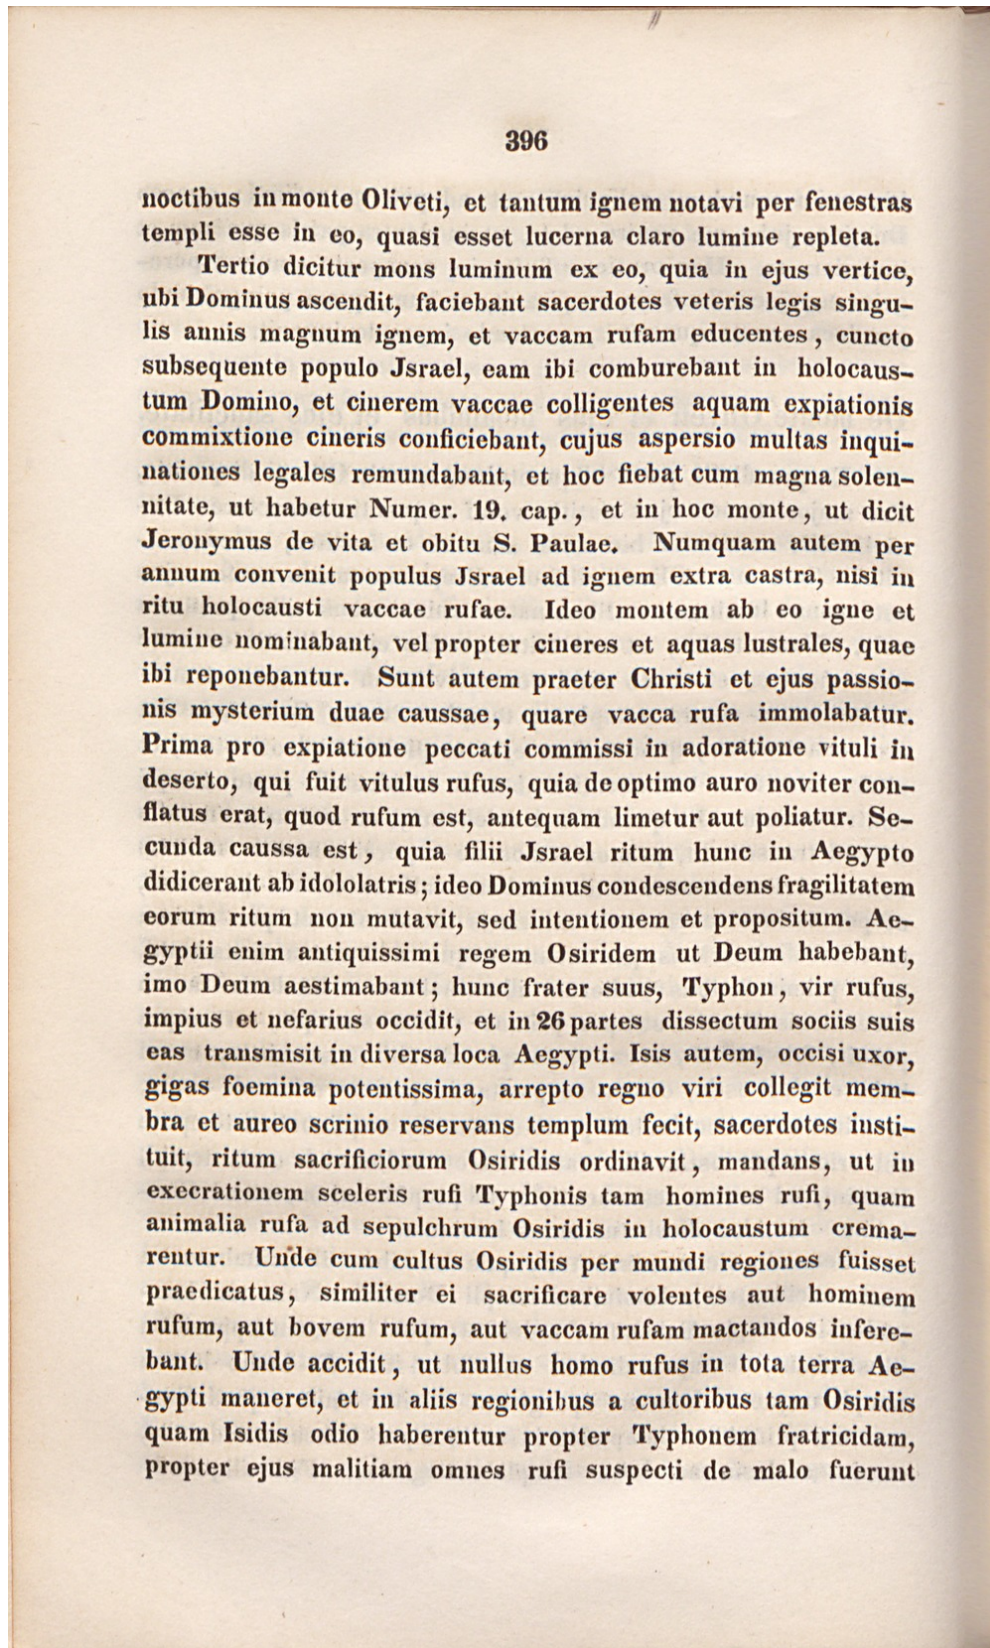 396
noctibus in monte Oliveti, et tantum ignem notavi per fenestras
templi esse in eo, quasi esset lucerna claro lumine repleta.
Tertio dicitur mons luminum ex eo, quia in ejus vertice,
ubi Dominus ascendit, faciebant sacerdotes veteris legis singu-
lis annis magnum ignem, et vaccam rufam educentes, cuncto
subsequente populo Jsrael, eam ibi comburebant in holocaus-
tum Domino, et cinerem vaccae colligentes aquam expiationis
commixtione cineris conficiebant, cujus aspersio multas inqui-
nationes legales remundabant, et hoc fiebat cum magna solen-
nitate, ut habetur Numer. 19. cap., et in hoc monte, ut dicit
Jeronymus de vita et obitu S. Paulae. Numquam autem per
annum convenit populus Jsrael ad ignem extra castra, nisi in
ritu holocausti vaccae rufae. Ideo montem ab eo igne et
lumine nominabant, vel propter cineres et aquas lustrales, quae
ibi reponebantur. Sunt autem praeter Christi et ejus passio-
nis mysterium duae caussae, quare vacca rufa immolabatur.
Prima pro expiatione peccati commissi in adoratione vituli in
deserto, qui fuit vitulus rufus, quia de optimo auro noviter con-
flatus erat, quod rufum est, antequam limetur aut poliatur. Se-
cunda caussa est, quia filii Jsrael ritum hunc in Aegypto
didicerant ab idololatris; ideo Dominus condescendens fragilitatem
eorum ritum non mutavit, sed intentionem et propositum. Ae-
gyptii enim antiquissimi regem Osiridem ut Deum habebant,
imo Deum aestimabant; hunc frater suus, Typhon, vir rufus,
impius et nefarius occidit, et in 26 partes dissectum sociis suis
eas transmisit in diversa loca Aegypti. Isis autem, occisi uxor,
gigas foemina potentissima, arrepto regno viri collegit mem-
bra et aureo scrinio reservans templum fecit, sacerdotes insti-
tuit, ritum sacrificiorum Osiridis ordinavit, mandans, ut in
execrationem sceleris rufi Typhonis tam homines rufi, quam
animalia rufa ad sepulchrum Osiridis in holocaustum crema-
rentur. Unde cum cultus Osiridis per mundi regiones fuisset
praedicatus, similiter ei sacrificare volentes aut hominem
rufum, aut bovem rufum, aut vaccam rufam mactandos infere-
bant. Unde accidit, ut nullus homo rufus in tota terra Ae-
gypti maneret, et in aliis regionibus a cultoribus tam Osiridis
quam Isidis odio haberentur propter Typhonem fratricidam,
propter ejus malitiam omnes rufi suspecti de malo fuerunt